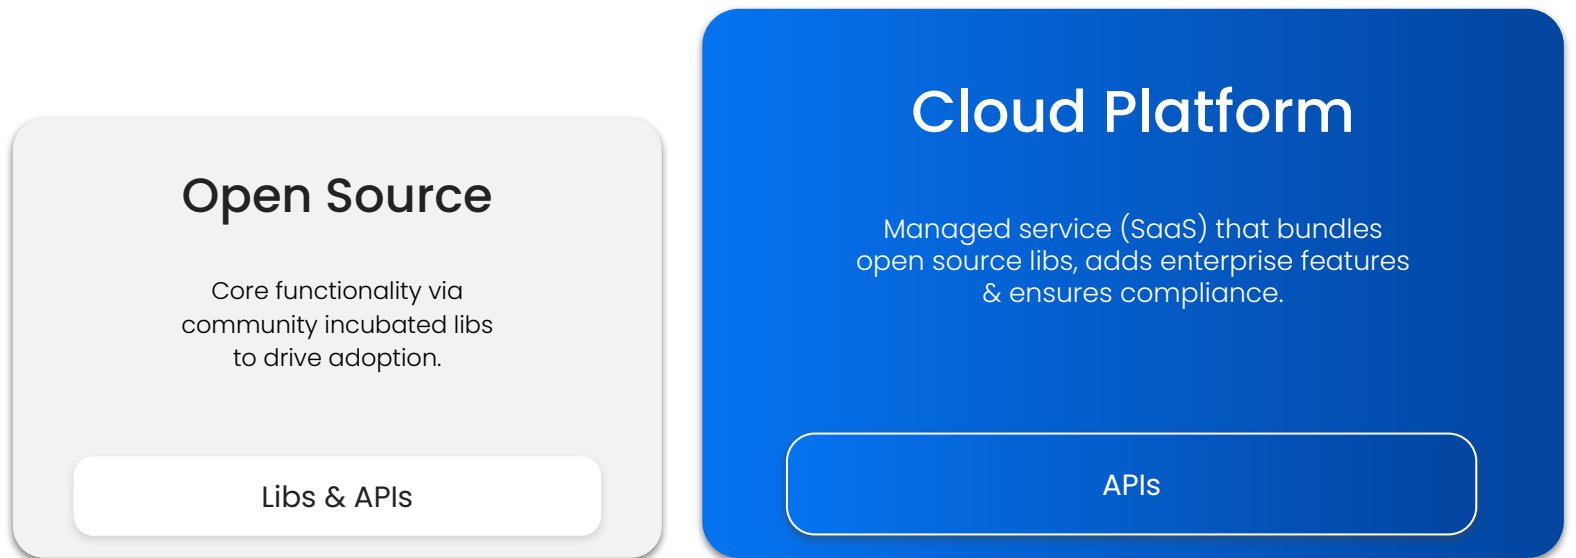 Open Source
Core functionality via
community incubated libs
to drive adoption.
Libs & APIs
Cloud Platform
Managed service (SaaS) that bundles
open source libs, adds enterprise features
& ensures compliance.
APIs